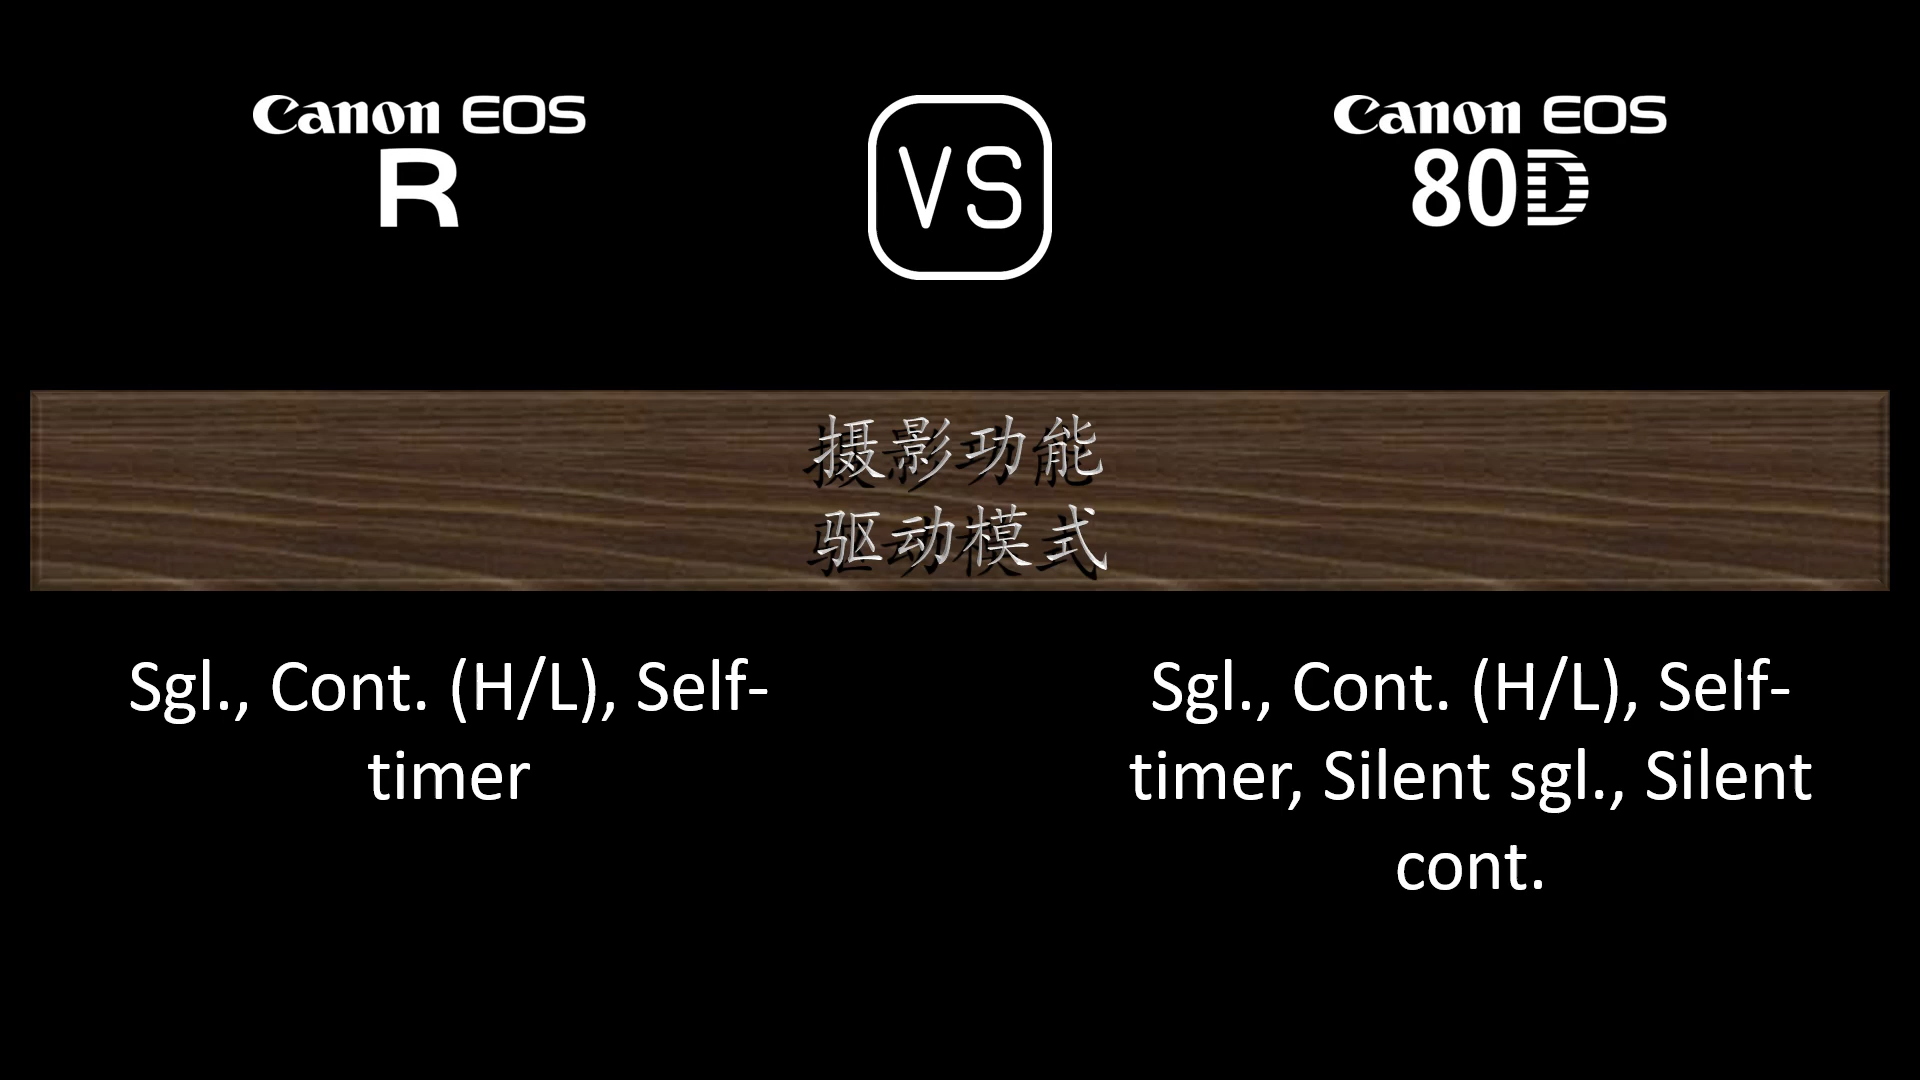 Canon EOS
R
VS
Canon EOS
80D
摄影功能
驱动模式
Sgl., Cont. (H/L), Self-
timer
Sgl., Cont. (H/L), Self-
timer, Silent sgl., Silent
cont.